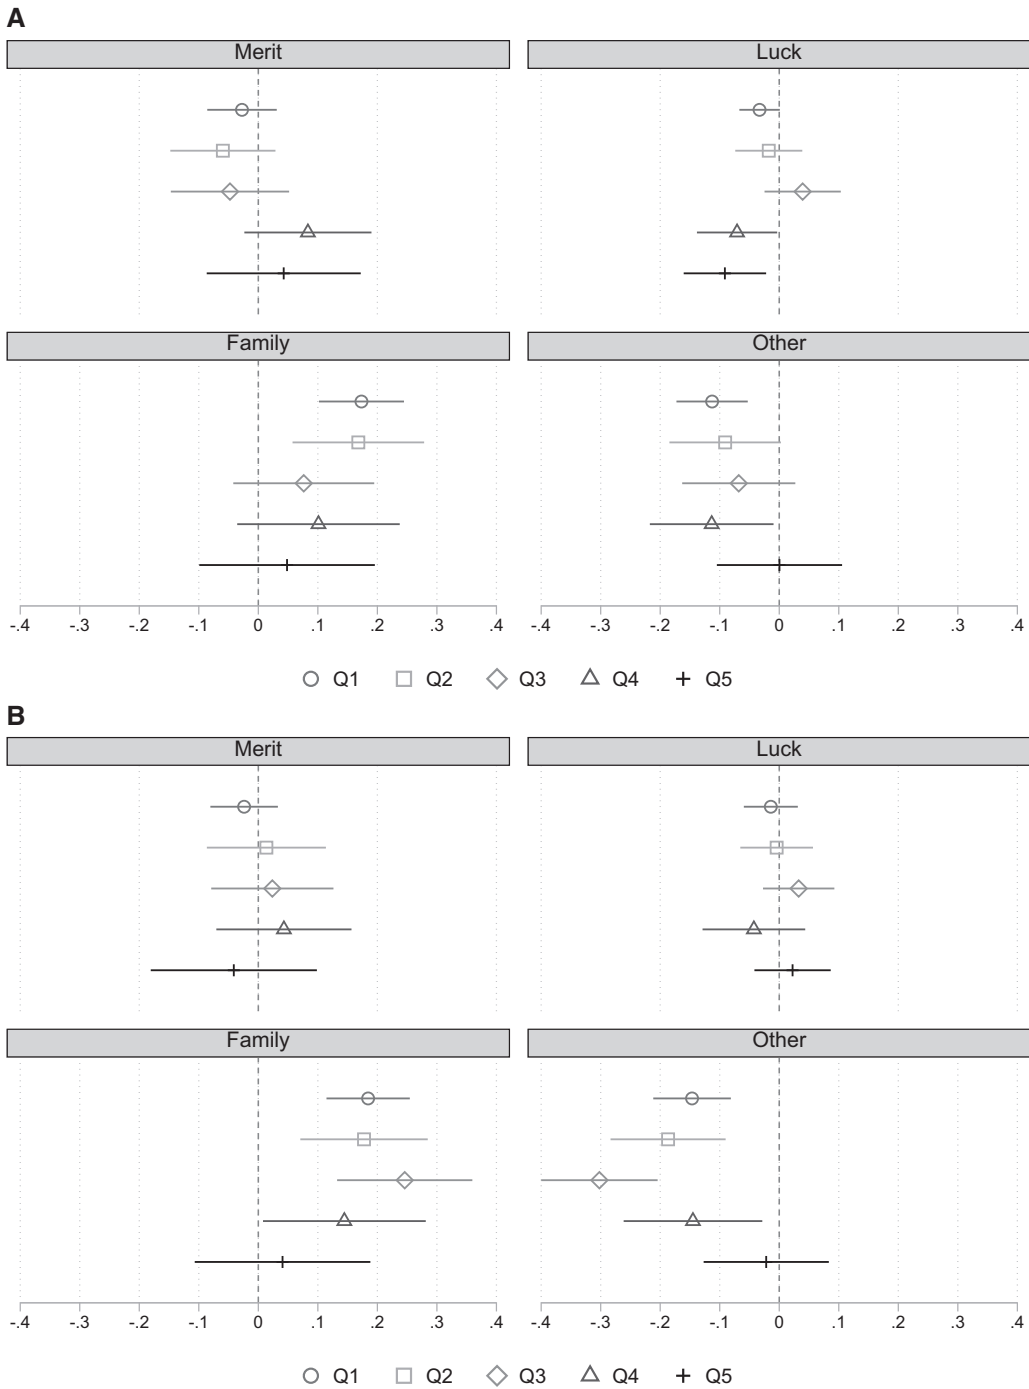 A
Merit Luck
Family Other
-.4 -.3 -.2 -.1 0 .1 .2 .3 .4 -.4 -.3 -.2 -.1 0 .1 .2 .3 .4
Q1 Q2 Q3 Q4 Q5
B
Merit Luck
Family Other
-.4 -.3 -.2 -.1 0 .1 .2 .3 .4 -.4 -.3 -.2 -.1 0 .1 .2 .3 .4
Q1 Q2 Q3 Q4 Q5